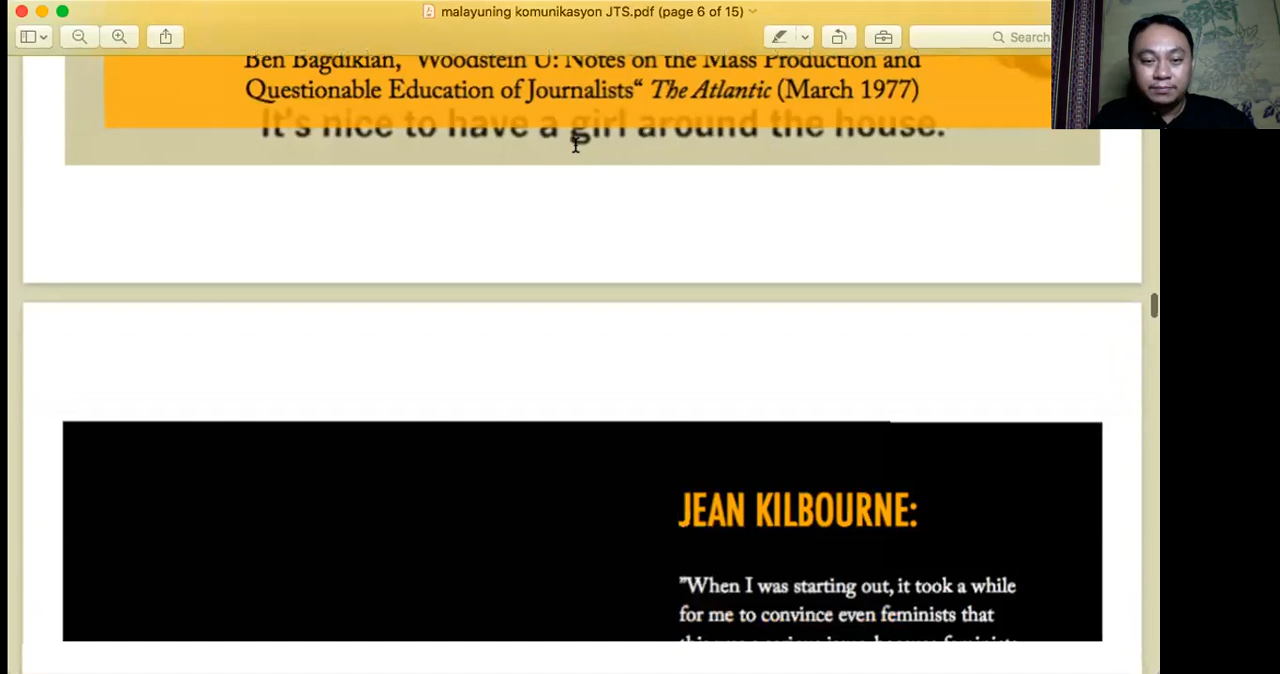 malayuning komunikasyon JTS.pdf (page 6 of 15)
Search
Ben Bagdikian, "Woodstein U: Notes on the Mass Production and
Questionable Education of Journalists“ The Atlantic (March 1977)
It's nice to have a girl around the house.
JEAN KILBOURNE:
"When I was starting out, it took a while
for me to convince even feminists that